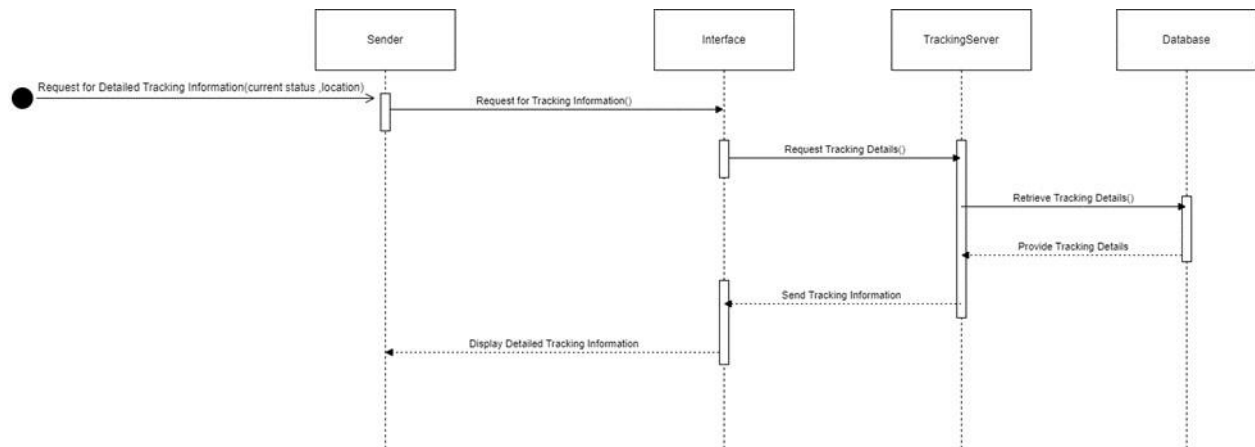 Sender
Interface
TrackingServer
Database
Request for Detailed Tracking Information(current status ,location)
Request for Tracking Information()
Request Tracking Details()
Retrieve Tracking Details()
Provide Tracking Details
Send Tracking Information
Display Detailed Tracking Information